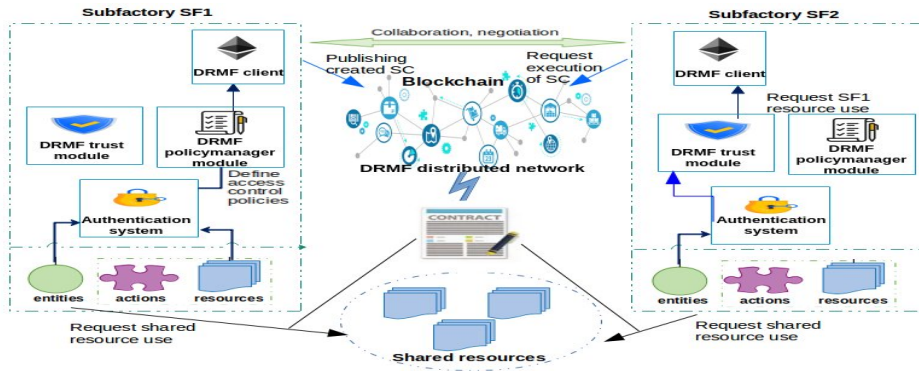 Subfactory SF1
Subfactory SF2
Collaboration, negotiation
DRMF client
Publishing
created SC
Blockchain
Request
execution
of SC
DRMF client
Request SF1
resource use
DRMF trust
module
DRMF
policymanager
module
DRMF distributed network
DRMF trust
module
DRMF
policymanager
module
Define
access
control
policies
Authentication
system
CONTRACT
Authentication
system
entities
actions
resources
entities
actions
resources
Request shared
resource use
Request shared
resource use
Shared resources